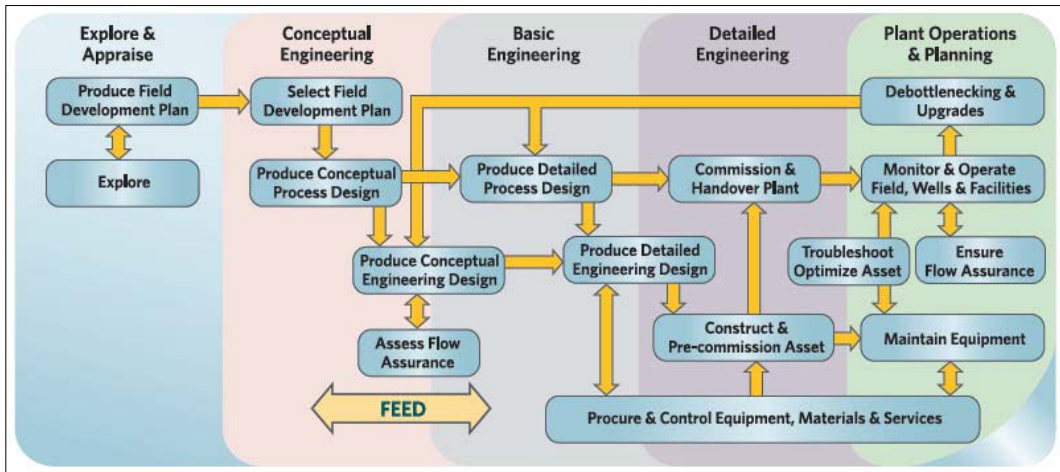 Explore &
Appraise
Conceptual
Engineering
Basic
Engineering
Detailed
Engineering
Plant Operations
& Planning
Produce Field
Development Plan
Select Field
Development Plan
Debottlenecking &
Upgrades
Explore
Produce Conceptual
Process Design
Produce Detailed
Process Design
Commission &
Handover Plant
Monitor & Operate
Field, Wells & Facilities
Produce Conceptual
Engineering Design
Produce Detailed
Engineering Design
Troubleshoot
Optimize Asset
Ensure
Flow Assurance
Assess Flow
Assurance
Construct &
Pre-commission Asset
Maintain Equipment
FEED
Procure & Control Equipment, Materials & Services